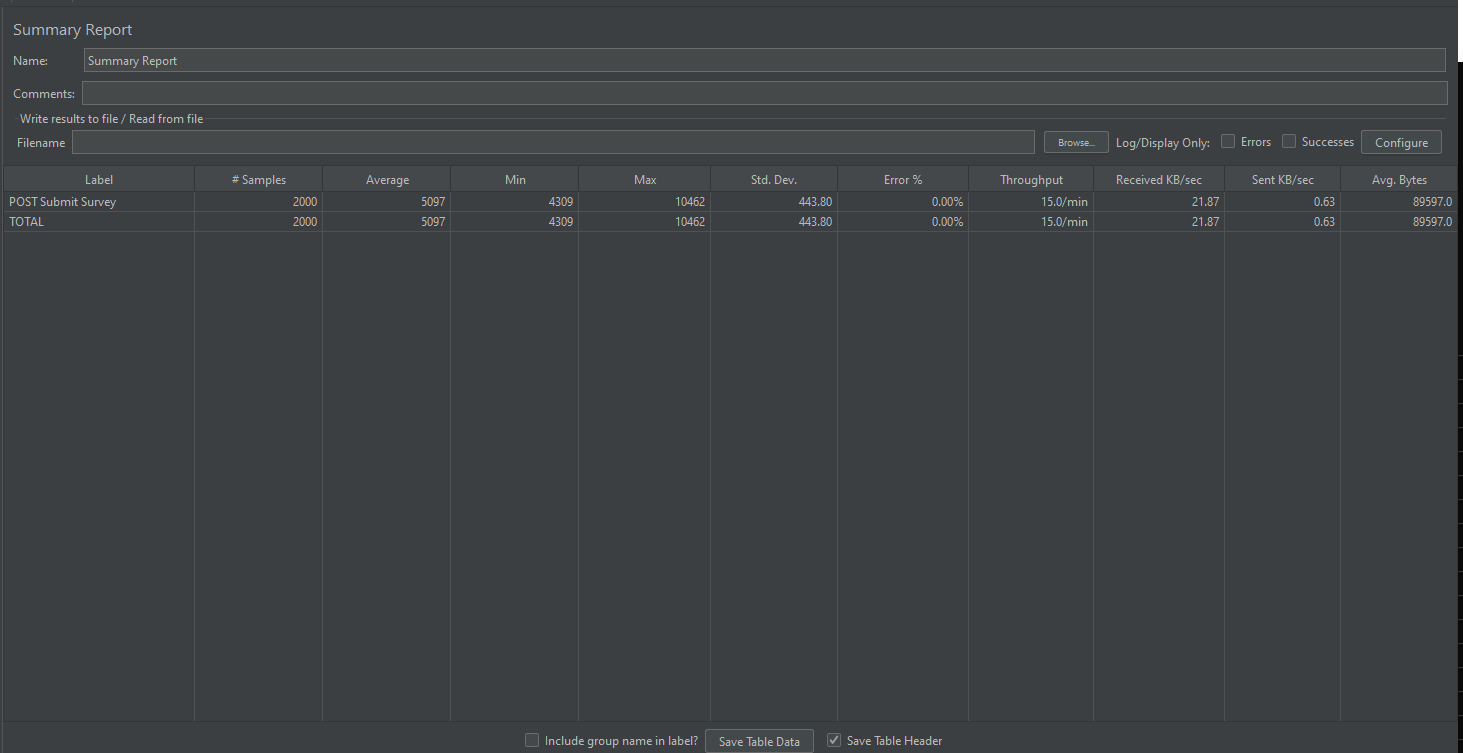 Summary Report
Name: Summary Report
Comments:
Write results to file / Read from file
Filename Browse... Log/Display Only: Errors Successes Configure
Label # Samples Average Min Max Std. Dev. Error % Throughput Received KB/sec Sent KB/sec Avg. Bytes
POST Submit Survey 2000 5097 4309 10462 443.80 0.00% 15.0/min 21.87 0.63 89597.0
TOTAL 2000 5097 4309 10462 443.80 0.00% 15.0/min 21.87 0.63 89597.0
Include group name in label? Save Table Data Save Table Header